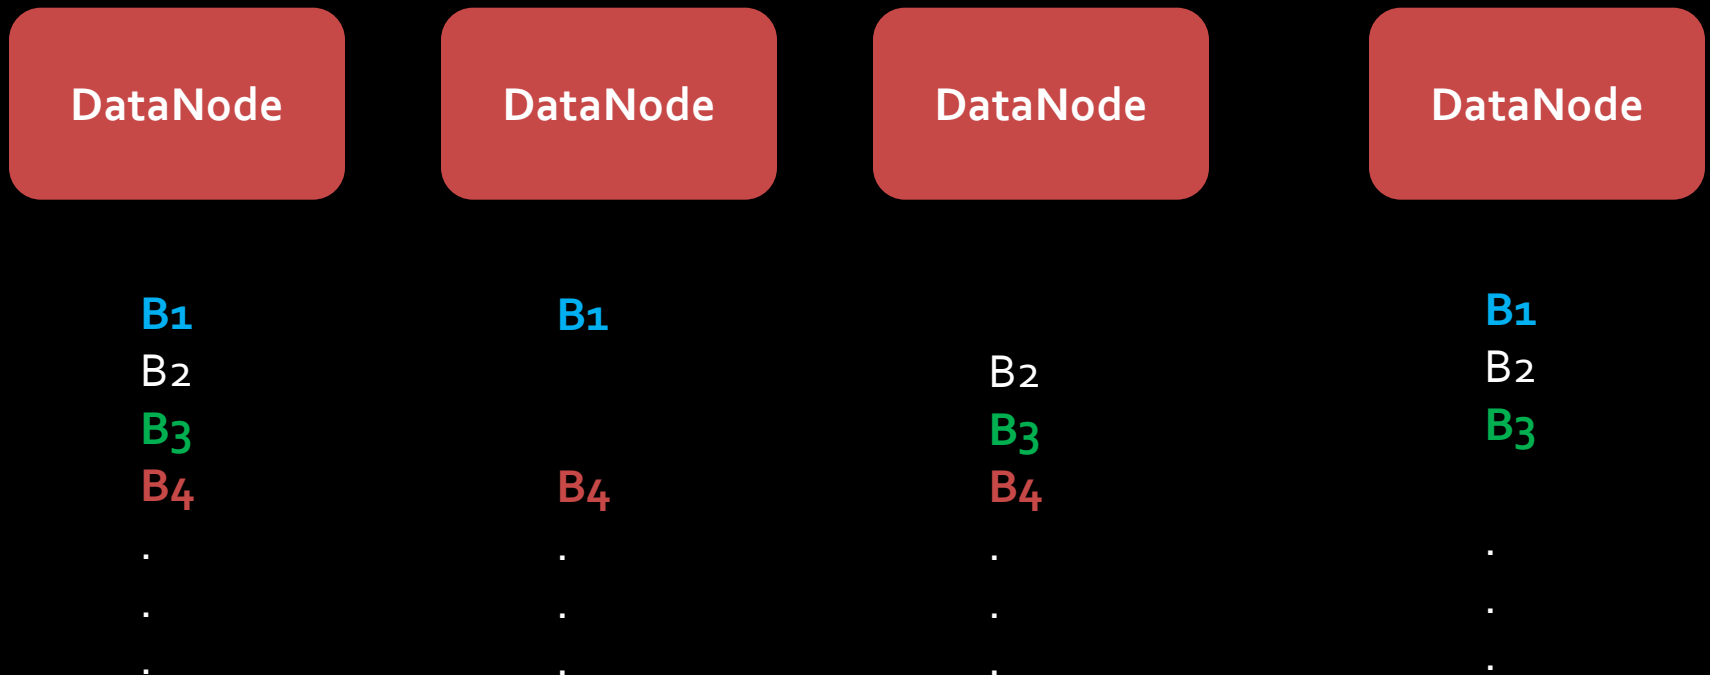 DataNode DataNode DataNode DataNode
B1 B1 B1
B2 B2 B2
B3 B3 B3
B4 B4 B4
. . . .
. . . .
. . . .